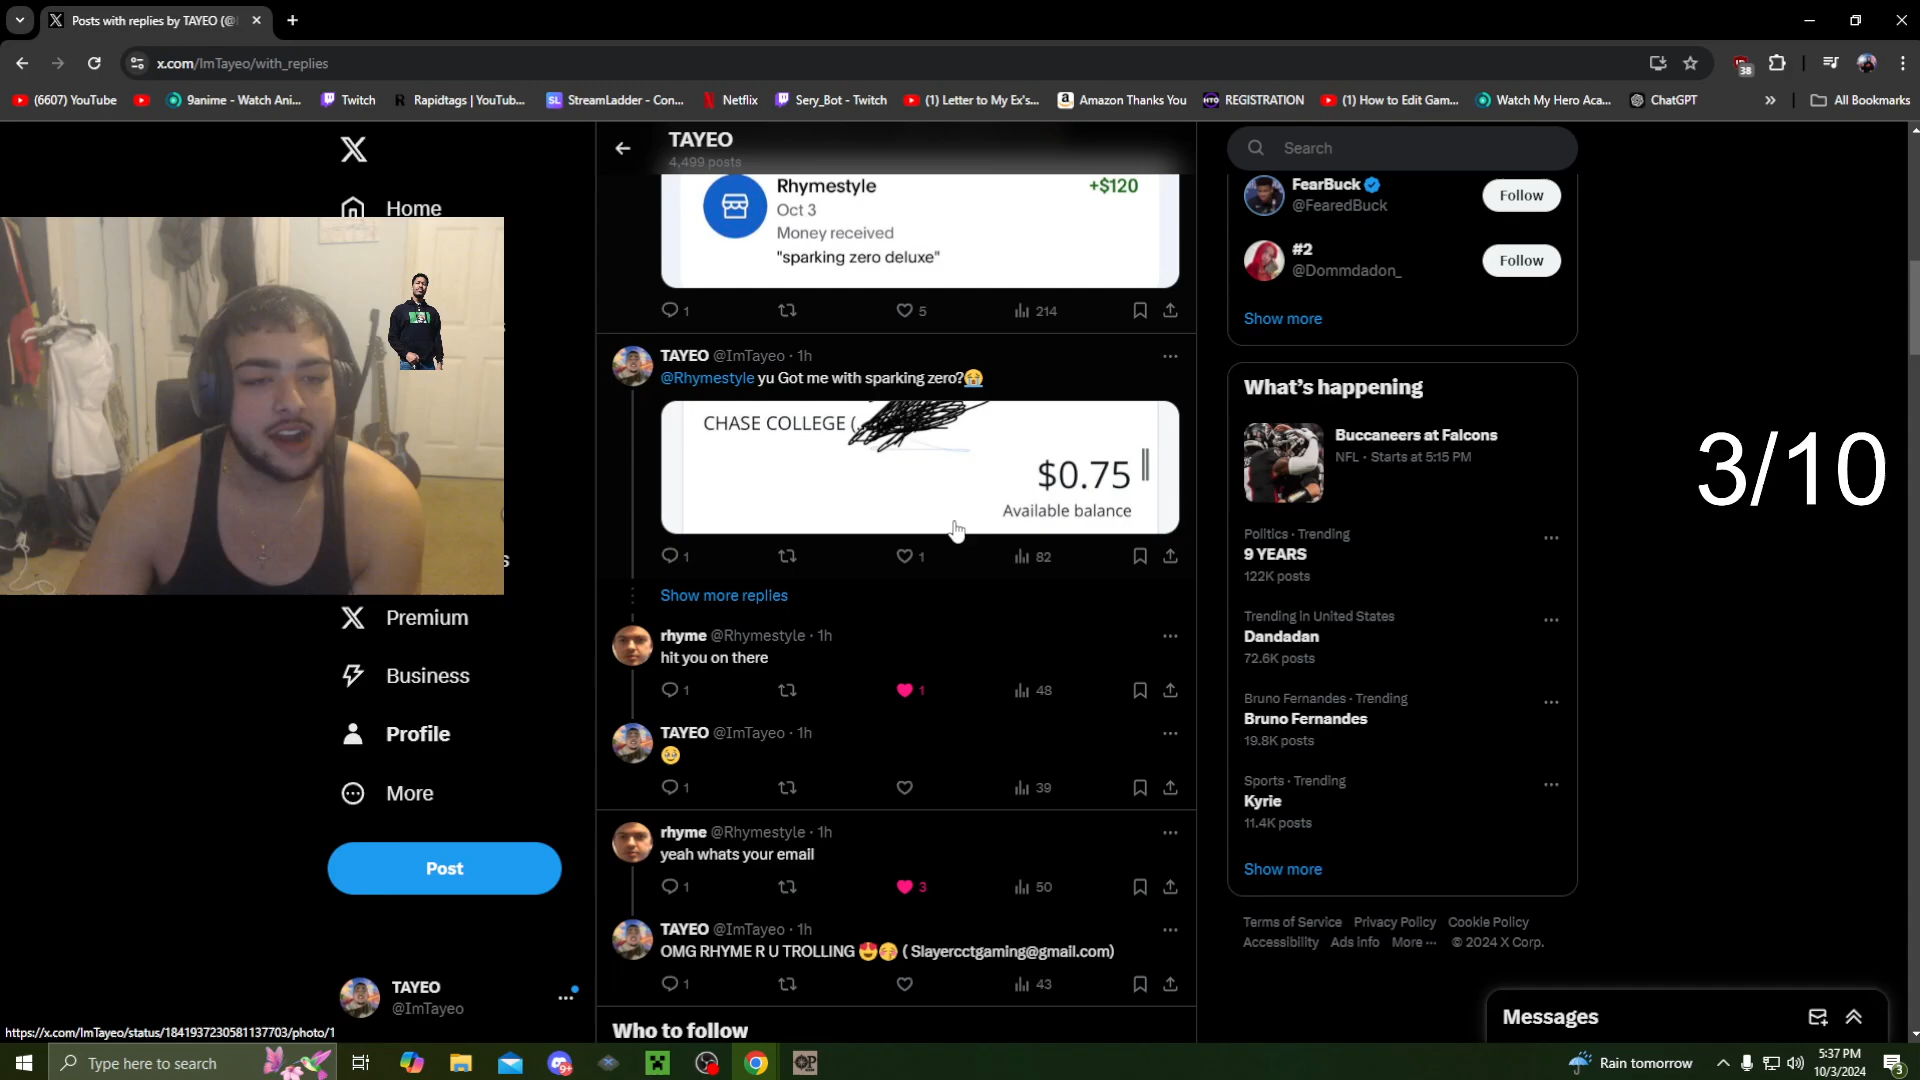 Posts with replies by TAYEO (@I
x.com/ImTayeo/with_replies
38
(6607) YouTube
9anime - Watch Ani...
Twitch
Rapidtags | YouTub...
StreamLadder - Con...
Netflix
Sery_Bot - Twitch
(1) Letter to My Ex's...
Amazon Thanks You
REGISTRATION
(1) How to Edit Gam...
Watch My Hero Aca...
ChatGPT
All Bookmarks
Home
Premium
Business
Profile
More
Post
TAYEO
@ImTayeo
TAYEO
4,499 posts
Rhymestyle
+$120
Oct 3
Money received
"sparking zero deluxe"
1
5
214
TAYEO @ImTayeo · 1h
@Rhymestyle yu Got me with sparking zero?😭
CHASE COLLEGE (...
$0.75
Available balance
1
1
82
Show more replies
rhyme @Rhymestyle · 1h
hit you on there
1
1
48
TAYEO @ImTayeo · 1h
🥹
1
39
rhyme @Rhymestyle · 1h
yeah whats your email
1
3
50
TAYEO @ImTayeo · 1h
OMG RHYME R U TROLLING 😍😚 ( Slayercctgaming@gmail.com)
1
43
Who to follow
Search
FearBuck
@FearedBuck
Follow
#2
@Dommdadon_
Follow
Show more
What's happening
Buccaneers at Falcons
NFL · Starts at 5:15 PM
Politics · Trending
9 YEARS
122K posts
Trending in United States
Dandadan
72.6K posts
Bruno Fernandes · Trending
Bruno Fernandes
19.8K posts
Sports · Trending
Kyrie
11.4K posts
Show more
Terms of Service Privacy Policy Cookie Policy
Accessibility Ads info More ··· © 2024 X Corp.
Messages
3/10
https://x.com/ImTayeo/status/1841937230581137703/photo/1
Type here to search
9+
Rain tomorrow
5:37 PM
10/3/2024
3